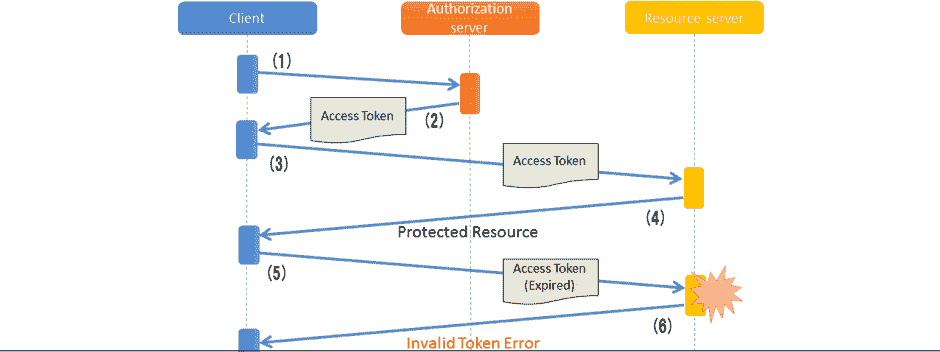 Client
Authorization
server
Resource server
(1)
Access Token
(2)
(3)
Access Token
(4)
Protected Resource
(5)
Access Token
(Expired)
(6)
Invalid Token Error